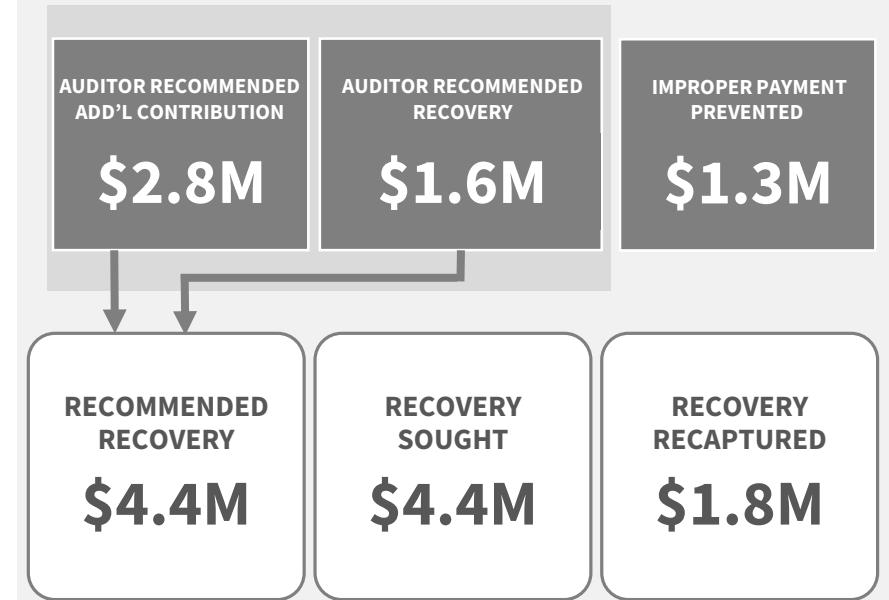 AUDITOR RECOMMENDED
ADD’L CONTRIBUTION
$2.8M
AUDITOR RECOMMENDED
RECOVERY
$1.6M
IMPROPER PAYMENT
PREVENTED
$1.3M
RECOMMENDED
RECOVERY
$4.4M
RECOVERY
SOUGHT
$4.4M
RECOVERY
RECAPTURED
$1.8M